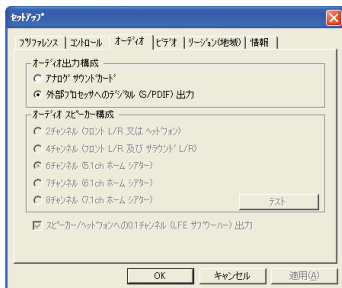 ｾｯﾄｱｯﾌﾟ
ﾌﾟﾘﾌｧﾚﾝｽ ｺﾝﾄﾛｰﾙ オーディオ ﾋﾞﾃﾞｵ ﾘｰｼﾞｮﾝ(地域) 情報
オーディオ出力構成
ｱﾅﾛｸﾞ ｻｳﾝﾄﾞｶｰﾄﾞ
外部ﾌﾟﾛｾｯｻへのﾃﾞｼﾞﾀﾙ (S/PDIF) 出力
オーディオ スピーカー構成
2ﾁｬﾝﾈﾙ (ﾌﾛﾝﾄ L/R 又は ﾍｯﾄﾞﾌｫﾝ)
4ﾁｬﾝﾈﾙ (ﾌﾛﾝﾄ L/R 及び ｻﾗｳﾝﾄﾞ L/R)
6ﾁｬﾝﾈﾙ (5.1ch ホーム ｼｱﾀｰ)
7ﾁｬﾝﾈﾙ (6.1ch ホーム ｼｱﾀｰ)
8ﾁｬﾝﾈﾙ (7.1ch ホーム ｼｱﾀｰ)
テスト
ｽﾋﾟｰｶｰ/ﾍｯﾄﾞﾌｫﾝへの0.1ﾁｬﾝﾈﾙ (LFE ｻﾌﾞｳｰﾊｰ) 出力
OK キャンセル 適用(A)